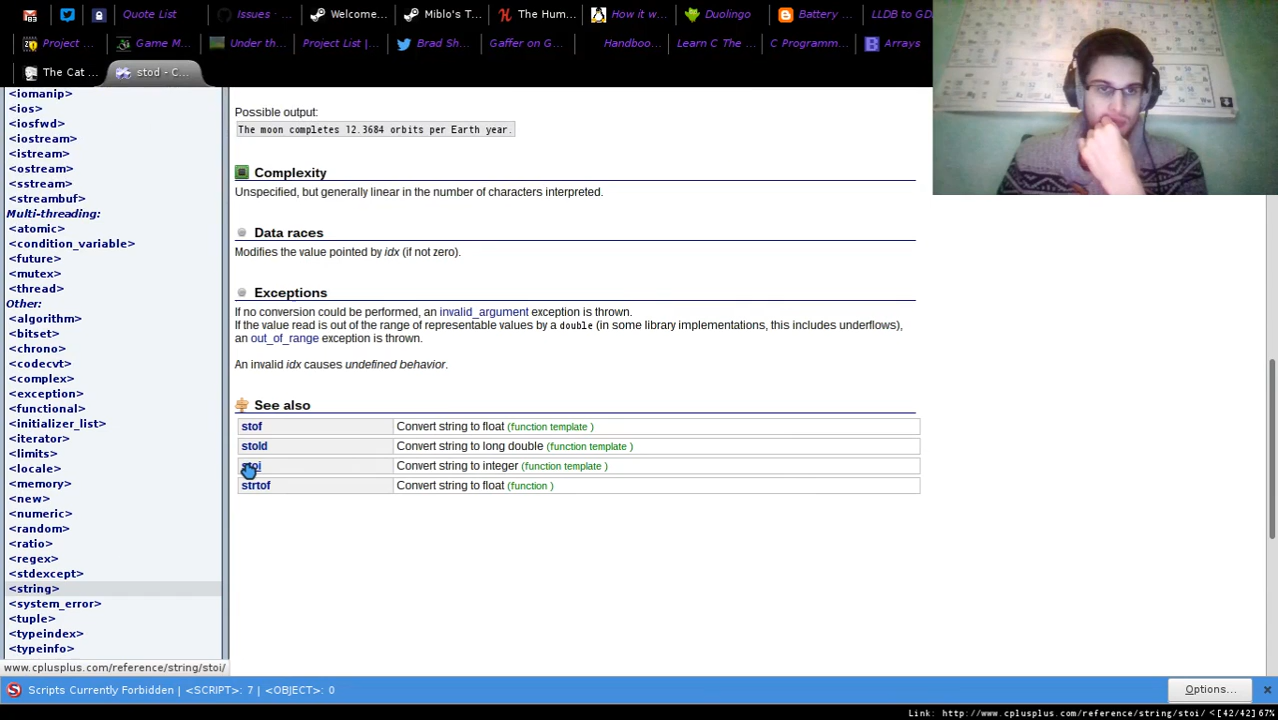 Quote List
Issues ·
Welcome...
Miblo's T...
The Hum...
How it w...
Duolingo
Battery ...
LLDB to GD
Project ...
Game M...
Under th...
Project List |...
Brad Sh...
Gaffer on G...
Handboo...
Learn C The ...
C Programm...
Arrays
The Cat ...
stod - C...
<iomanip>
<ios>
<iosfwd>
<iostream>
<istream>
<ostream>
<sstream>
<streambuf>
Multi-threading:
<atomic>
<condition_variable>
<future>
<mutex>
<thread>
Other:
<algorithm>
<bitset>
<chrono>
<codecvt>
<complex>
<exception>
<functional>
<initializer_list>
<iterator>
<limits>
<locale>
<memory>
<new>
<numeric>
<random>
<ratio>
<regex>
<stdexcept>
<string>
<system_error>
<tuple>
<typeindex>
<typeinfo>
Possible output:
The moon completes 12.3684 orbits per Earth year.
Complexity
Unspecified, but generally linear in the number of characters interpreted.
Data races
Modifies the value pointed by idx (if not zero).
Exceptions
If no conversion could be performed, an invalid_argument exception is thrown.
If the value read is out of the range of representable values by a double (in some library implementations, this includes underflows),
an out_of_range exception is thrown.
An invalid idx causes undefined behavior.
See also
stof Convert string to float (function template )
stold Convert string to long double (function template )
stoi Convert string to integer (function template )
strtof Convert string to float (function )
www.cplusplus.com/reference/string/stoi/
Scripts Currently Forbidden | <SCRIPT>: 7 | <OBJECT>: 0
Options...
Link: http://www.cplusplus.com/reference/string/stoi/ <[42/42]67%